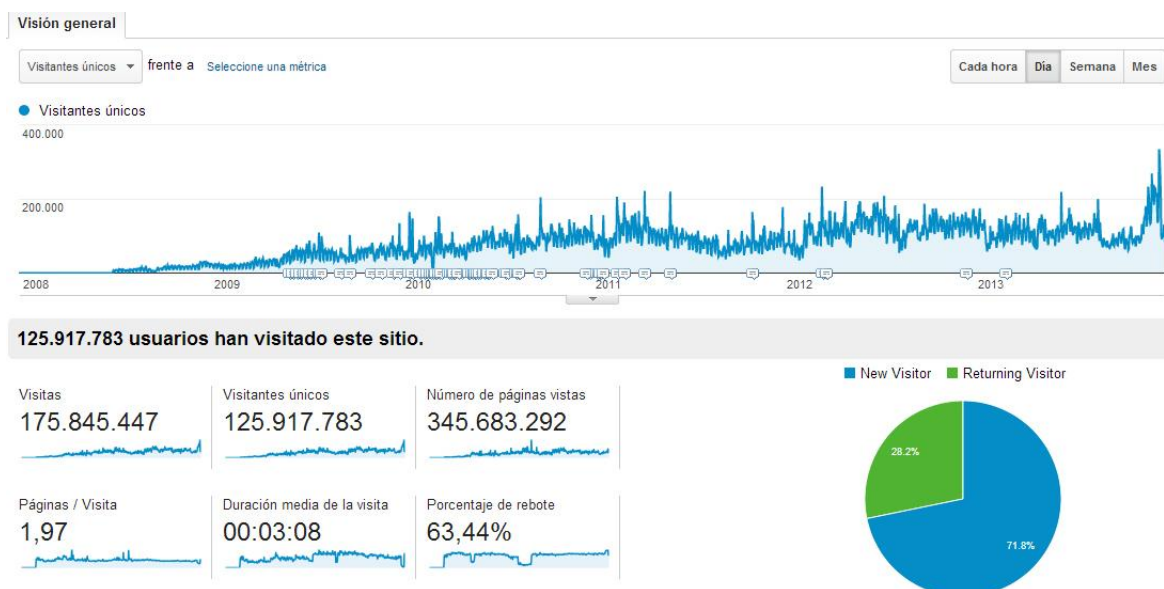 Visión general
Visitantes únicos frente a Seleccione una métrica
Cada hora Día Semana Mes
Visitantes únicos
400.000
200.000
2008 2009 2010 2011 2012 2013
125.917.783 usuarios han visitado este sitio.
New Visitor Returning Visitor
Visitas Visitantes únicos Número de páginas vistas
175.845.447 125.917.783 345.683.292
28.2%
Páginas / Visita Duración media de la visita Porcentaje de rebote
1,97 00:03:08 63,44%
71.8%